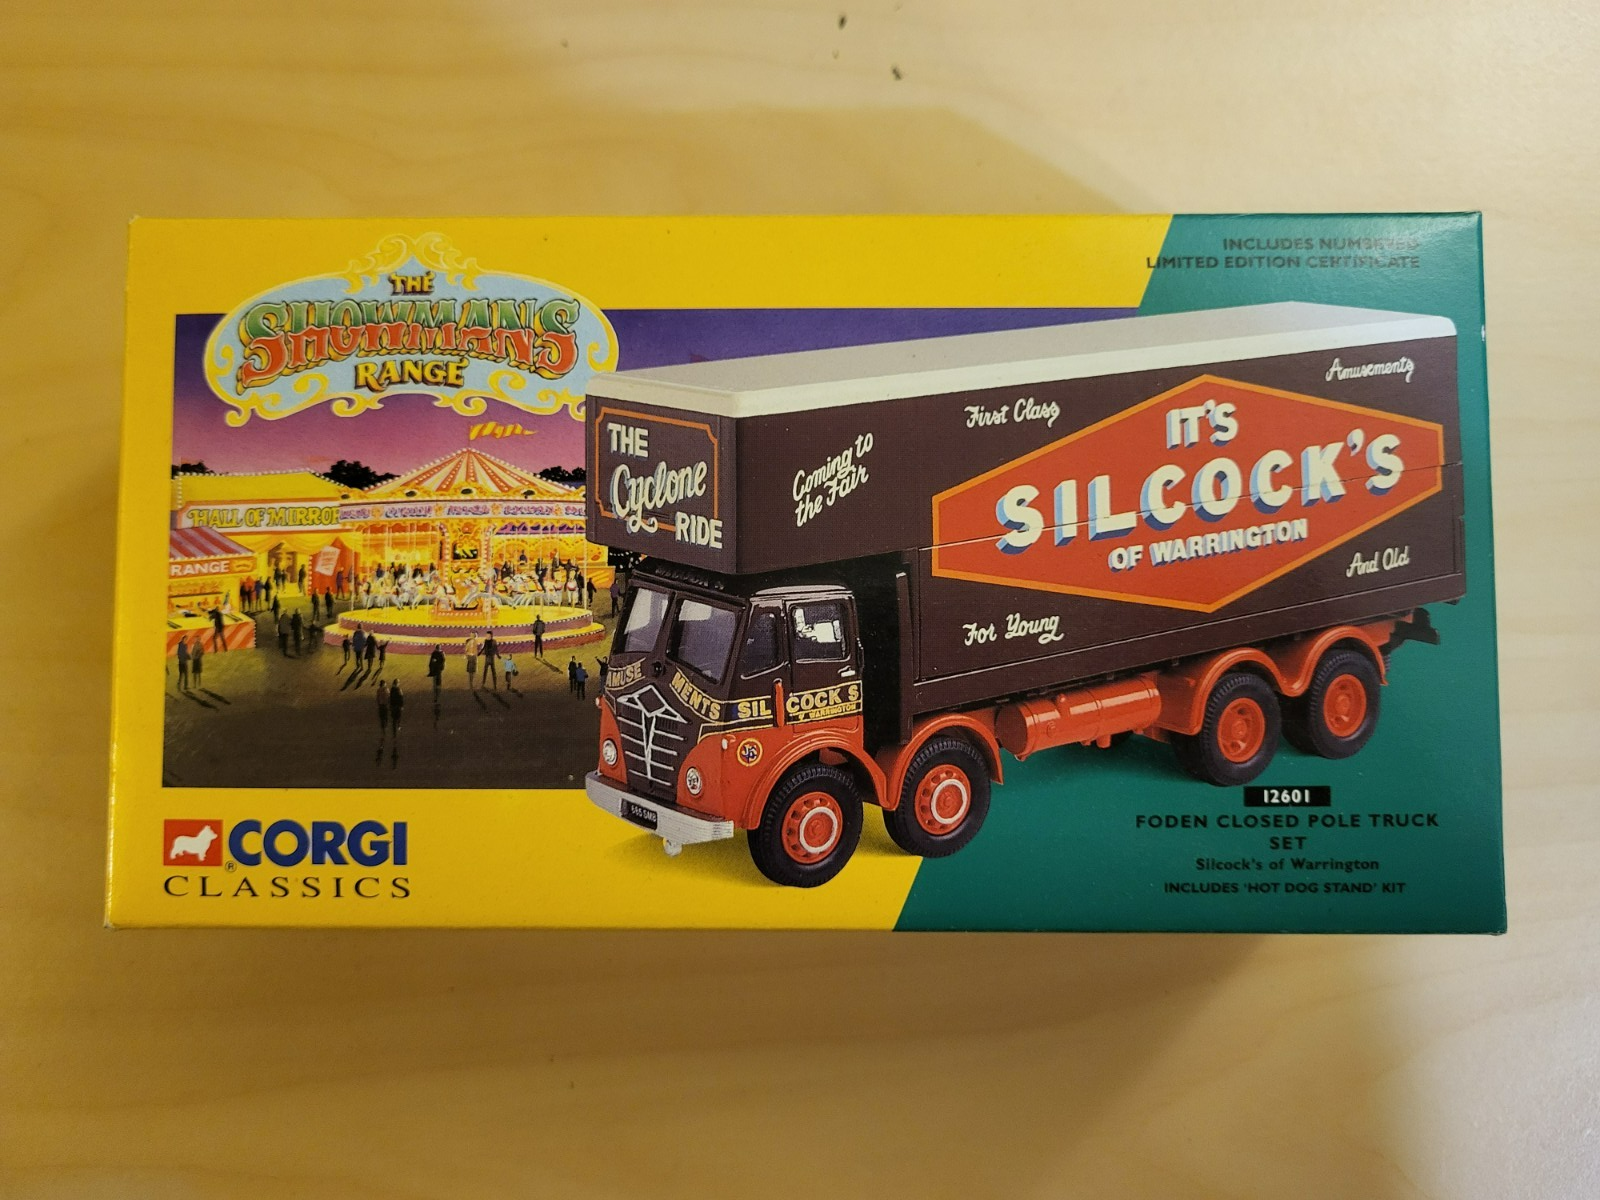 INCLUDES NUMBERED
LIMITED EDITION CERTIFICATE
THE
SHOWMANS
RANGE
HALL OF MIRROR
RANGE
THE
Cyclone
RIDE
Coming to
the Fair
First Class
Amusements
IT'S
SILCOCK'S
OF WARRINGTON
For Young
And Old
SILCOCK'S
AMUSE
MENTS
SIL
COCK S
of WARRINGTON
CORGI
®
CLASSICS
12601
FODEN CLOSED POLE TRUCK
SET
Silcock's of Warrington
INCLUDES 'HOT DOG STAND' KIT